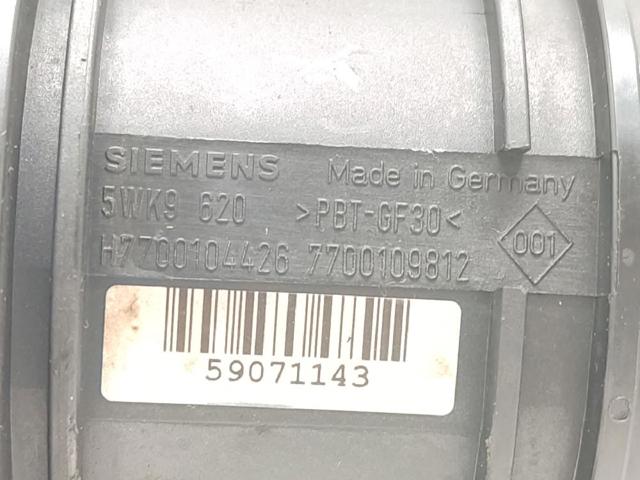 SIEMENS Made in Germany
5WK9 620 >PBT-GF30< 001
H7700104426 7700109812
59071143